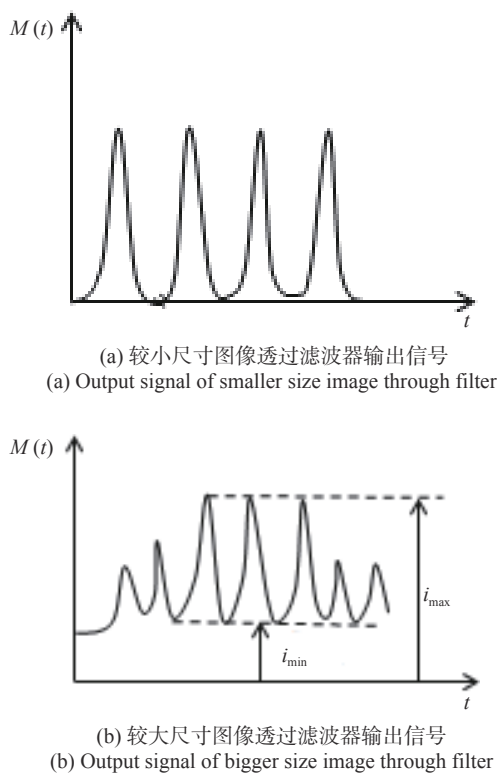 M (t)
t
(a) 较小尺寸图像透过滤波器输出信号
(a) Output signal of smaller size image through filter
M (t)
imax
imin
t
(b) 较大尺寸图像透过滤波器输出信号
(b) Output signal of bigger size image through filter